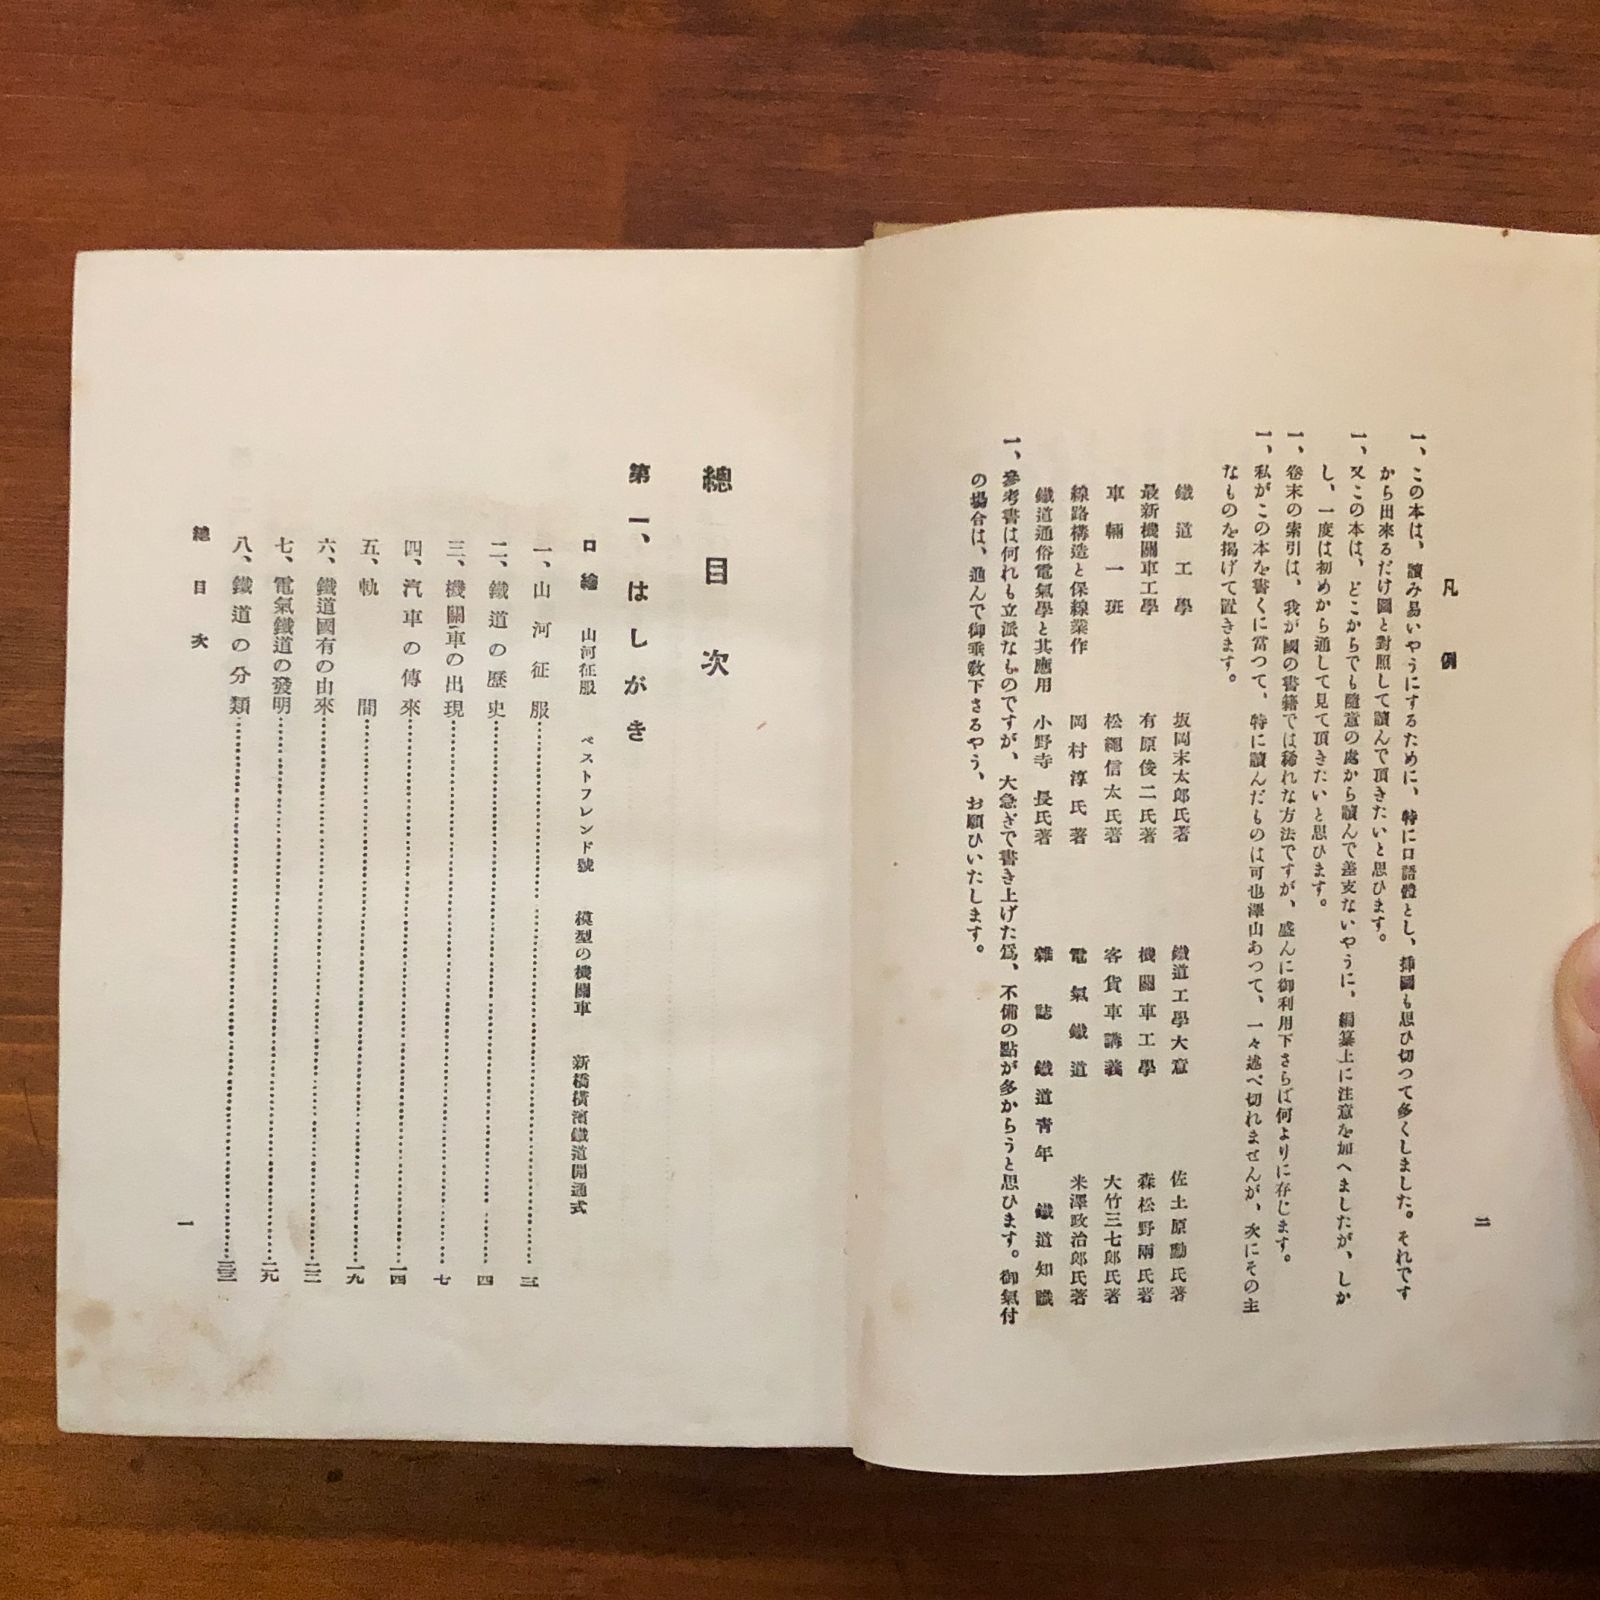 凡例
二
一、この本は、讀み易いやうにするために、特に口語體とし、挿圖も思ひ切つて多くしました。それです
から出來るだけ圖と對照して讀んで頂きたいと思ひます。
一、又この本は、どこからでも隨意の處から讀んで差支ないやうに、編纂上に注意を加へましたが、しか
し、一度は初めから通して見て頂きたいと思ひます。
一、卷末の索引は、我が國の書籍では稀れな方法ですが、盛んに御利用下さらば何よりに存じます。
一、私がこの本を書くに當つて、特に讀んだものは可也澤山あつて、一々述べ切れませんが、次にその主
なものを揭げて置きます。
鐵道工學 坂岡末太郎氏著 鐵道工學大意 佐土原勳氏著
最新機關車工學 有原俊二氏著 機關車工學 森松野兩氏著
車輛一班 松繩信太氏著 客貨車講義 大竹三七郎氏著
線路構造と保線業作 岡村淳氏著 電氣鐵道 米澤政治郎氏著
鐵道通俗電氣學と其應用 小野寺長氏著 雜誌 鐵道靑年 鐵道知識
一、參考書は何れも立派なものですが、大急ぎで書き上げた爲、不備の點が多からうと思ひます。御氣付
の場合は、進んで御垂敎下さるやう、お願ひいたします。
總目次
第一、はしがき
口繪 山河征服 ベストフレンド號 模型の機關車 新橋橫濱鐵道開通式
一、山河征服……三
二、鐵道の歷史……四
三、機關車の出現……七
四、汽車の傳來……一四
五、軌間……一九
六、鐵道國有の由來……二二
七、電氣鐵道の發明……二九
八、鐵道の分類……三三
總目次
一